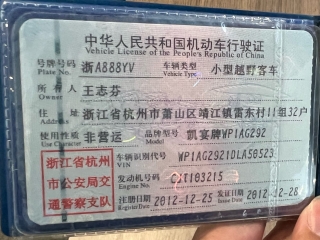 中华人民共和国机动车行驶证
Vehicle License of the People's Republic of China
号牌号码 浙A888YV 车辆类型 小型越野客车
Plate No. Vehicle Type
所有人 王志芬
Owner
住址 浙江省杭州市萧山区靖江镇雷东村11组32户
Address
使用性质 非营运 品牌型号 凯宴牌WP1AG292
Use Character Model
浙江省杭州
市公安局交
通警察支队
车辆识别代号
VIN
发动机号码 CXT103215
Engine No.
注册日期 2012-12-25 发证日期 2012-12-28
Register Date Issue Date